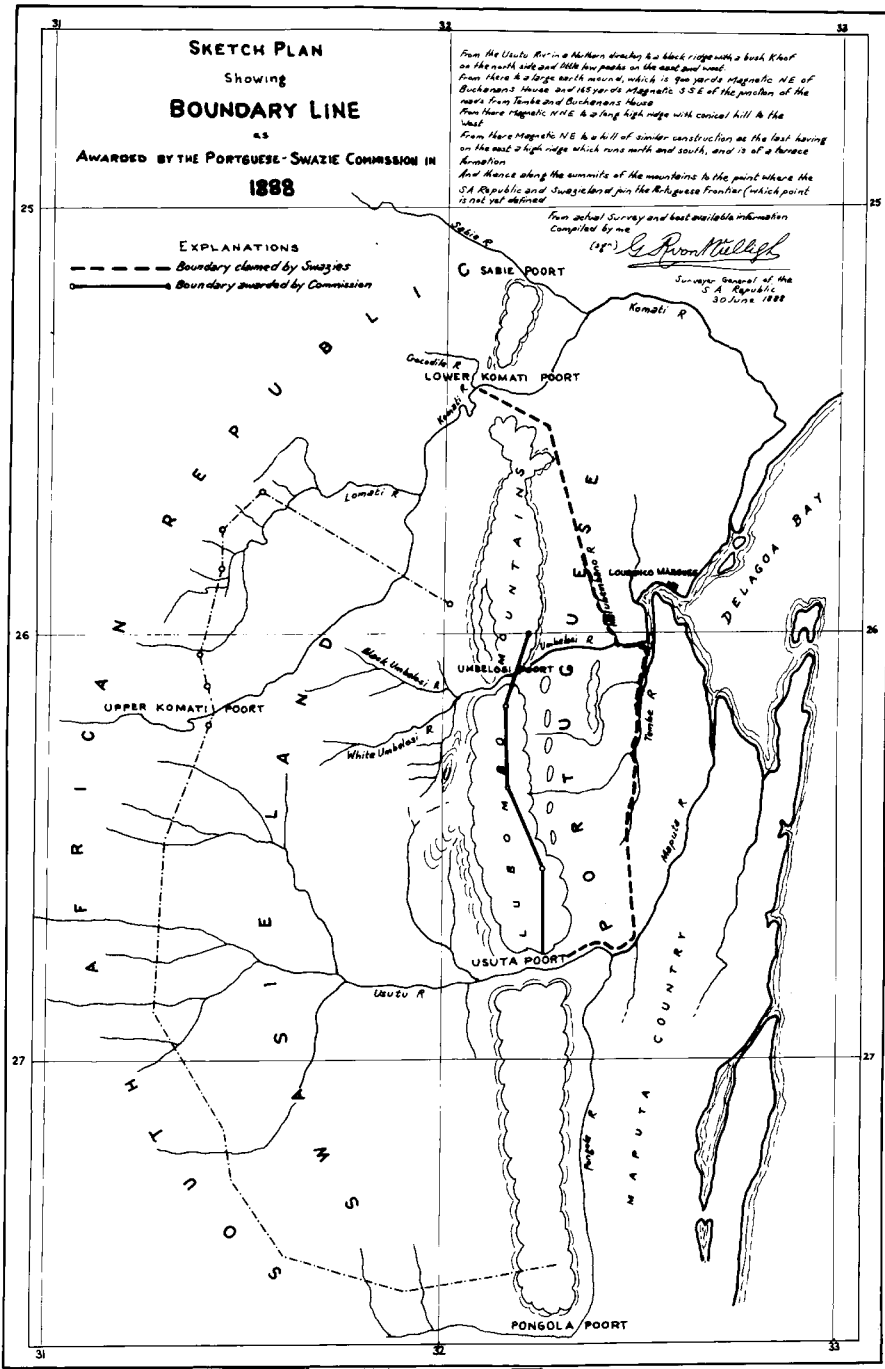 31
32
33
SKETCH PLAN
Showing
BOUNDARY LINE
as
AWARDED BY THE PORTGUESE-SWAZIE COMMISSION IN
1888
From the Usutu Rivr in a Northern direction to a block ridge with a bush Kloof
on the north side and little low peaks on the east and west.
From there to a large earth mound, which is 900 yards Magnetic NE of
Buchanans House and 165 yards Magnetic SSE of the junction of the
roads from Tembe and Buchanans House
From there Magnetic NNE to a long high ridge with conical hill to the
West
From there Magnetic NE to a hill of similar construction as the last having
on the east a high ridge which runs north and south, and is of a terrace
formation
And thence along the summits of the mountains to the point where the
SA Republic and Swazieland join the Portuguese Frontier (which point
is not yet defined
From actual Survey and best available information
Compiled by me
(sgn)
Surveyor General of the
S A Republic
30 June 1888
25
25
EXPLANATIONS
Boundary claimed by Swazies
Boundary awarded by Commission
Sabie R
SABIE POORT
Komati R
Crocodile R
LOWER KOMATI POORT
Komati R
Lomati R
LOURENCO MARQUES
DELAGOA BAY
26
26
Umbelosi R
Black Umbelosi R
UMBELOSI POORT
UPPER KOMATI POORT
White Umbelosi R
Tembe R
Maputa R
LUBOMBO MOUNTAINS
PORTUGUESE
SOUTH AFRICAN REPUBLIC
SWASIELAND
USUTA POORT
Usutu R
MAPUTA COUNTRY
27
27
Pongola R
PONGOLA POORT
31
32
33